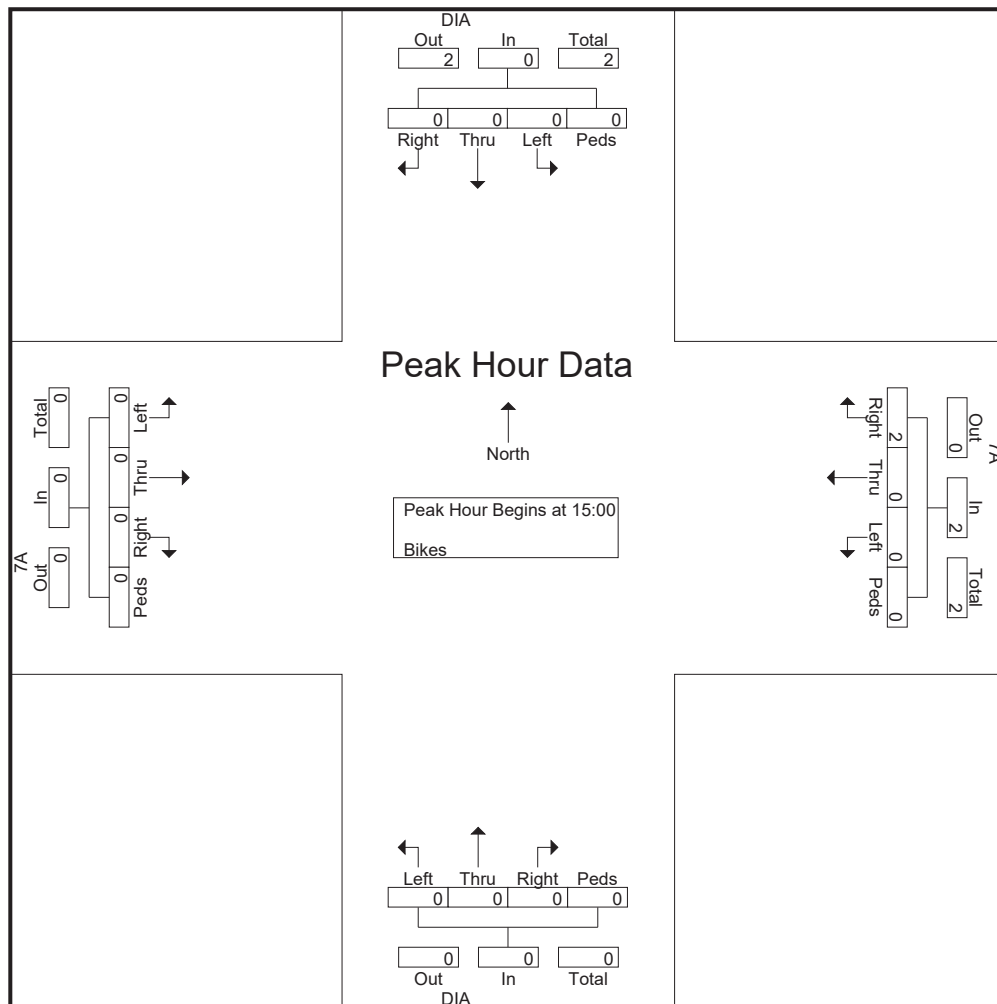 DIA
Out In Total
2 0 2
0 0 0 0
Right Thru Left Peds
Peak Hour Data
North
Peak Hour Begins at 15:00
Bikes
7A
Total In Out
0 0 0
0 0 0 0
Left Thru Right Peds
7A
Out In Total
0 2 2
2 0 0 0
Right Thru Left Peds
Left Thru Right Peds
0 0 0 0
0 0 0
Out In Total
DIA